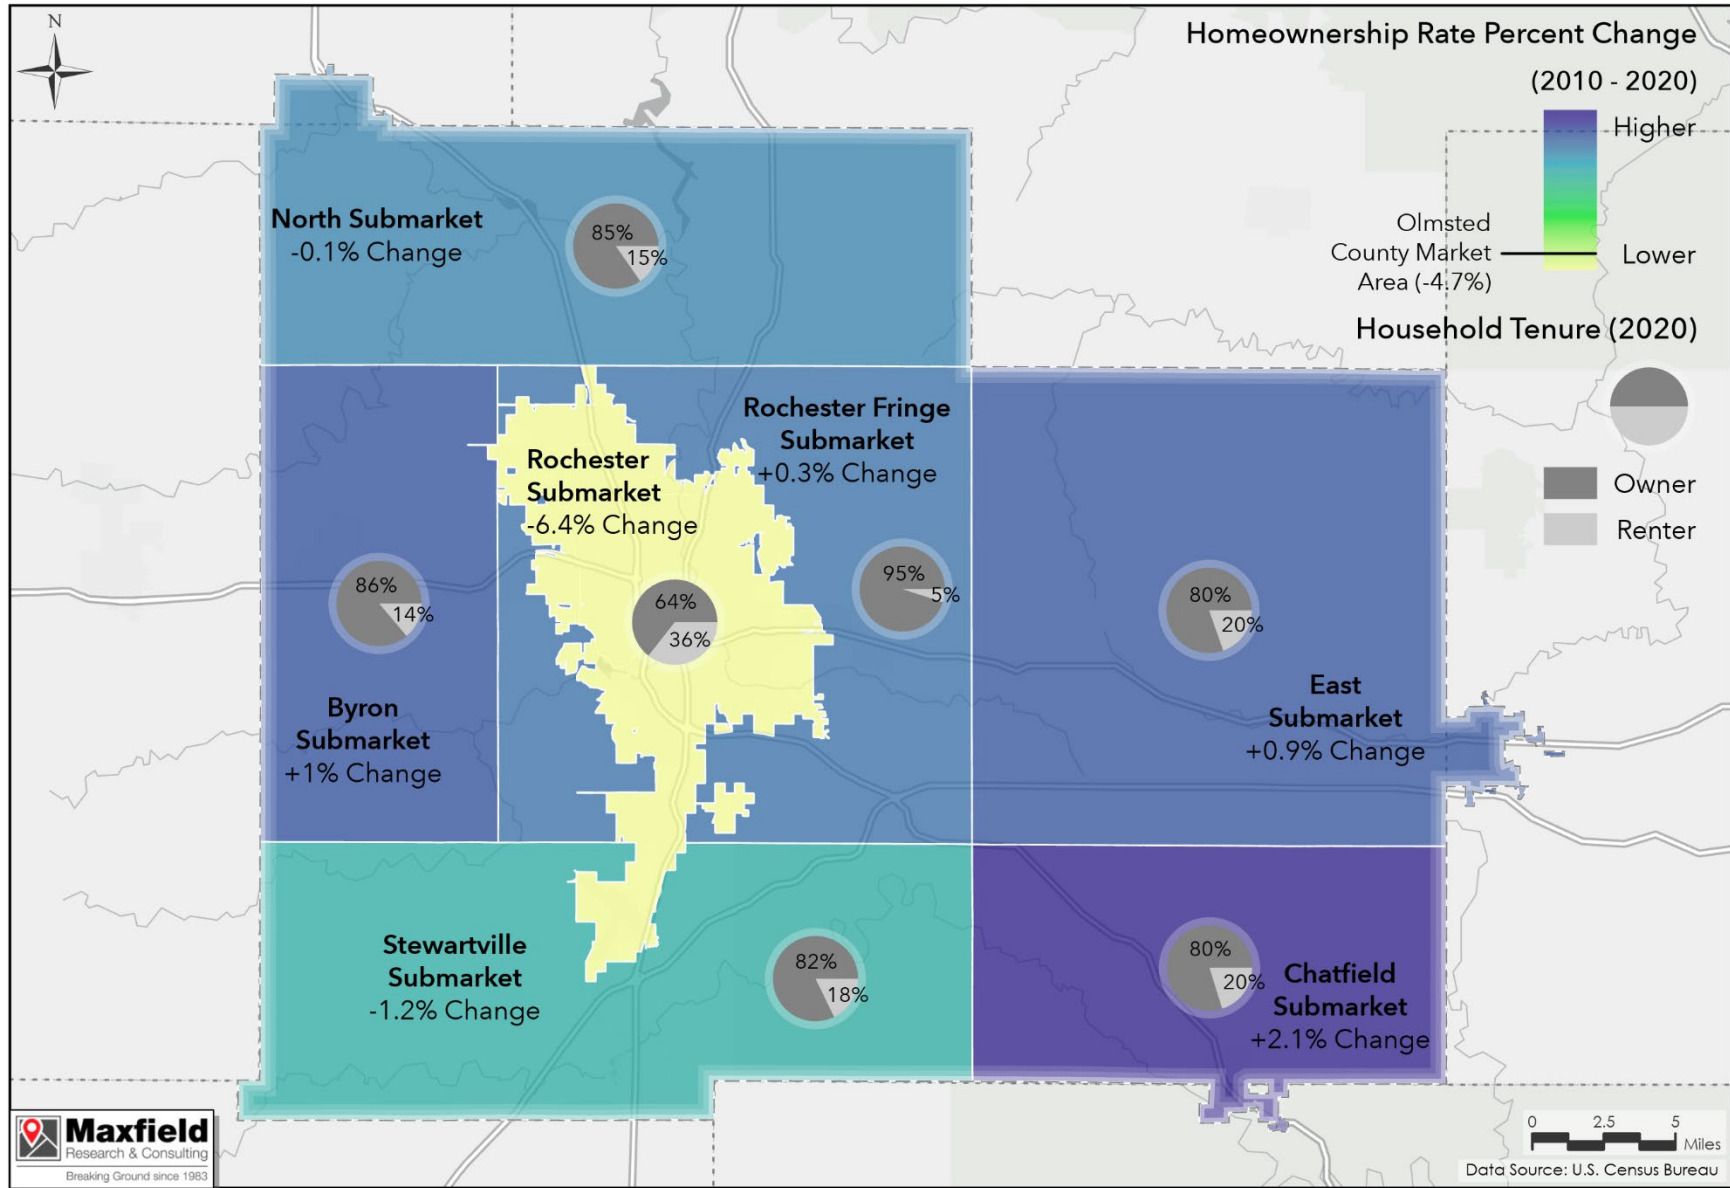 N
Homeownership Rate Percent Change
(2010 - 2020)
Higher
Olmsted
County Market
Area (-4.7%)
Lower
Household Tenure (2020)
Owner
Renter
North Submarket
-0.1% Change
85%
15%
Rochester Fringe
Submarket
+0.3% Change
95%
5%
Rochester
Submarket
-6.4% Change
64%
36%
86%
14%
Byron
Submarket
+1% Change
80%
20%
East
Submarket
+0.9% Change
Stewartville
Submarket
-1.2% Change
82%
18%
80%
20%
Chatfield
Submarket
+2.1% Change
Maxfield
Research & Consulting
Breaking Ground since 1983
0 2.5 5
Miles
Data Source: U.S. Census Bureau